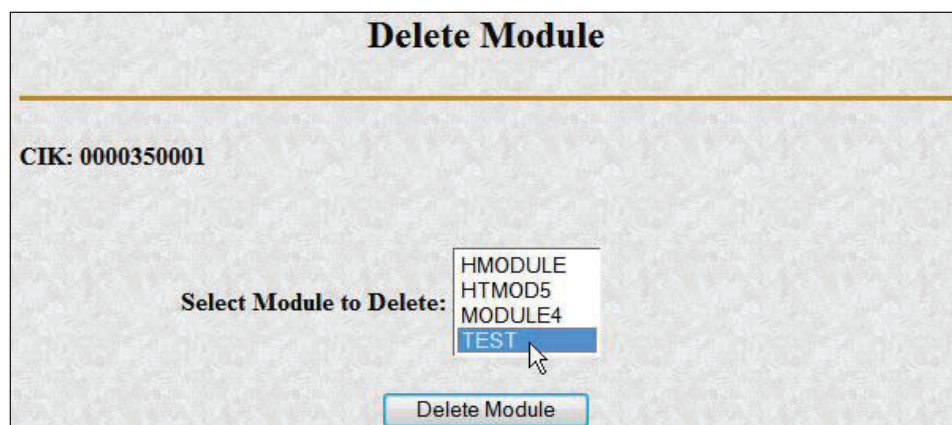 Delete Module
CIK: 0000350001
HMODULE
HTMOD5
Select Module to Delete:
MODULE4
TEST
Delete Module